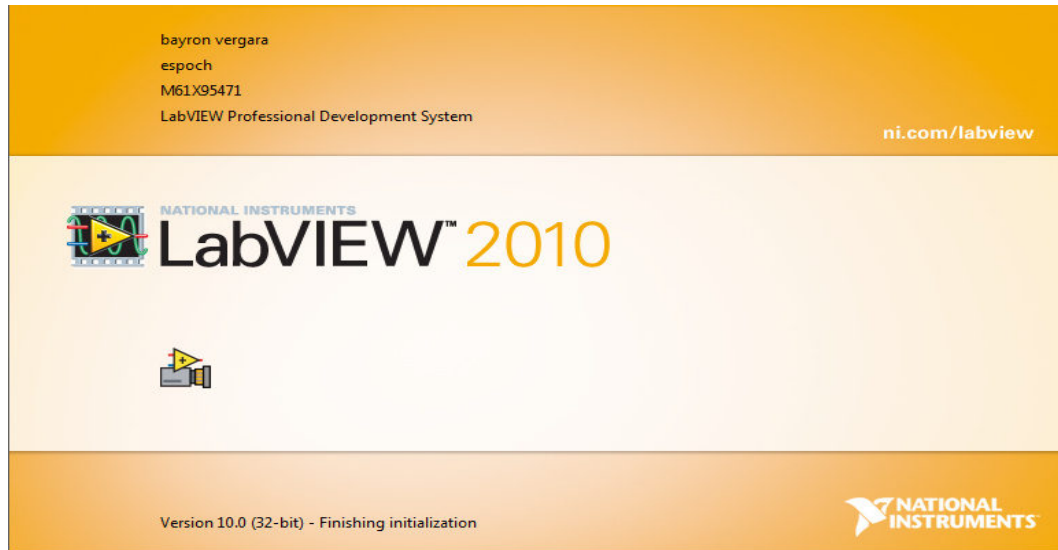 bayron vergara
espoch
M61X95471
LabVIEW Professional Development System
ni.com/labview
NATIONAL INSTRUMENTS
LabVIEW™ 2010
Version 10.0 (32-bit) - Finishing initialization
NATIONAL
INSTRUMENTS™